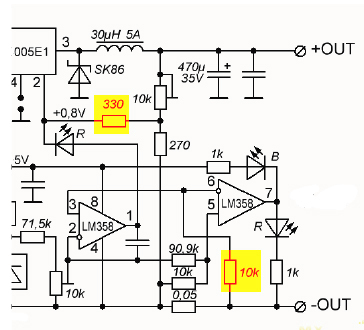 30µH 5A
3
+OUT
.005E1
470µ
35V
SK86
4
2
330
10k
+0,8V
R
270
5V
1k
B
6
7
LM358
5
3
8
1
LM358
2
4
R
71,5k
90,9k
10k
10k
10k
1k
0,05
-OUT